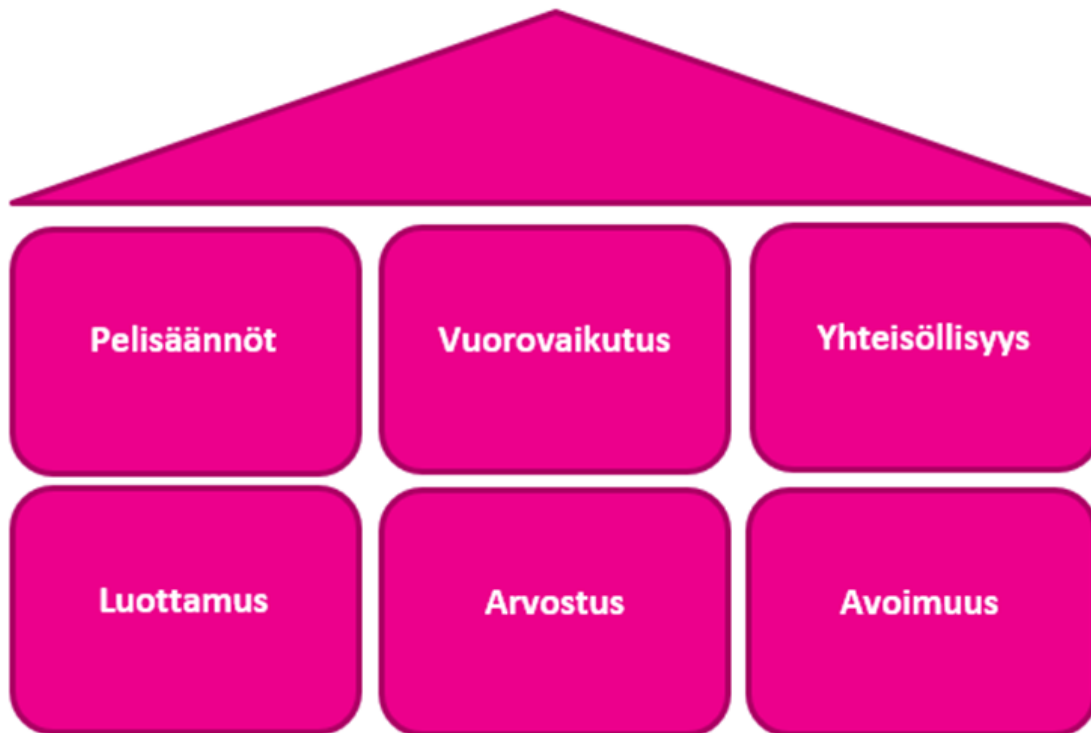 Pelisäännöt
Vuorovaikutus
Yhteisöllisyys
Luottamus
Arvostus
Avoimuus